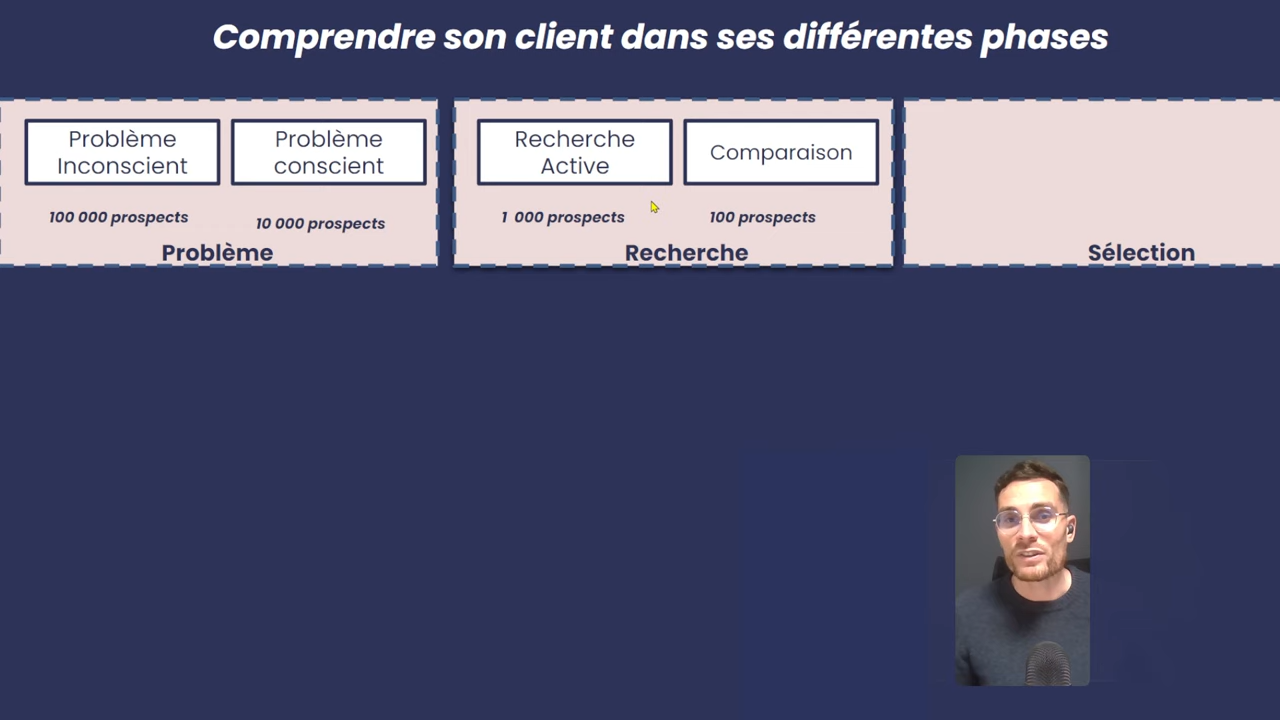 Comprendre son client dans ses différentes phases
Problème
Inconscient
Problème
conscient
100 000 prospects
10 000 prospects
Problème
Recherche
Active
Comparaison
1 000 prospects
100 prospects
Recherche
Sélection